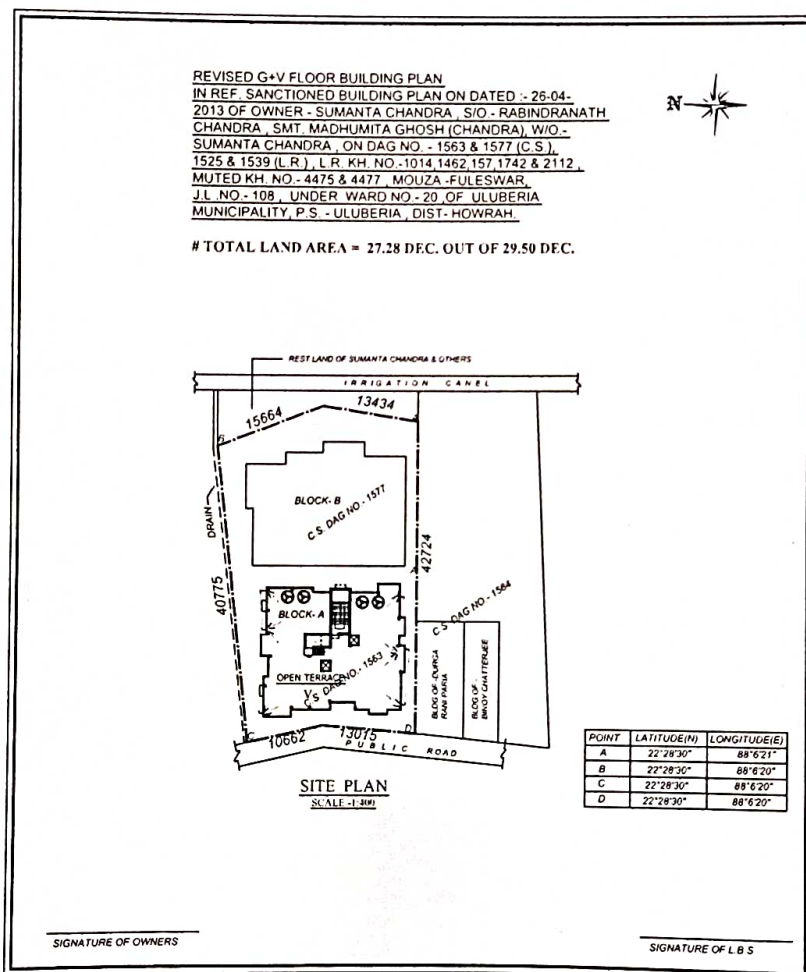 REVISED G+V FLOOR BUILDING PLAN
IN REF. SANCTIONED BUILDING PLAN ON DATED :- 26-04-
2013 OF OWNER - SUMANTA CHANDRA , S/O.- RABINDRANATH
CHANDRA , SMT. MADHUMITA GHOSH (CHANDRA), W/O.-
SUMANTA CHANDRA , ON DAG NO. - 1563 & 1577 (C.S.),
1525 & 1539 (L.R.) , L.R. KH. NO.-1014,1462,157,1742 & 2112 ,
MUTED KH. NO.- 4475 & 4477 , MOUZA -FULESWAR,
J.L .NO.- 108 , UNDER WARD NO.- 20 ,OF ULUBERIA
MUNICIPALITY, P.S. - ULUBERIA , DIST- HOWRAH.
N
# TOTAL LAND AREA = 27.28 DEC. OUT OF 29.50 DEC.
REST LAND OF SUMANTA CHANDRA & OTHERS
IRRIGATION CANEL
15664
13434
B
BLOCK- B
C.S. DAG NO.- 1577
DRAIN
40775
42724
C.S. DAG NO.- 1564
BLOCK- A
OPEN TERRACE
C.S. DAG NO.- 1563
BLDG OF -DURGA
RANI PARIA
BLDG OF -
BINOY CHATTERJEE
C
10662
13015
D
PUBLIC ROAD
SITE PLAN
SCALE -1:400
POINT LATITUDE(N) LONGITUDE(E)
A 22°28'30" 88°6'21"
B 22°28'30" 88°6'20"
C 22°28'30" 88°6'20"
D 22°28'30" 88°6'20"
SIGNATURE OF OWNERS
SIGNATURE OF L.B.S